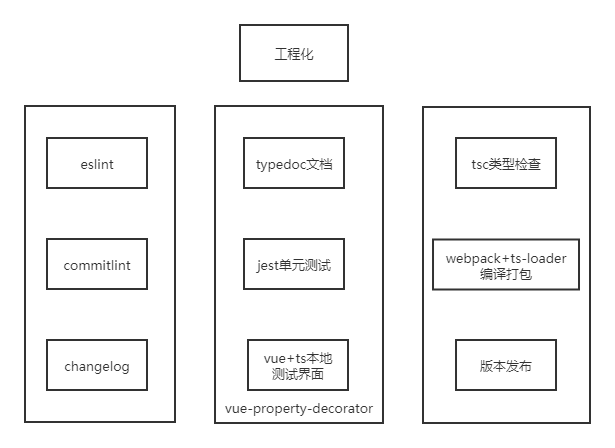 工程化
eslint
commitlint
changelog
typedoc文档
jest单元测试
vue+ts本地
测试界面
vue-property-decorator
tsc类型检查
webpack+ts-loader
编译打包
版本发布